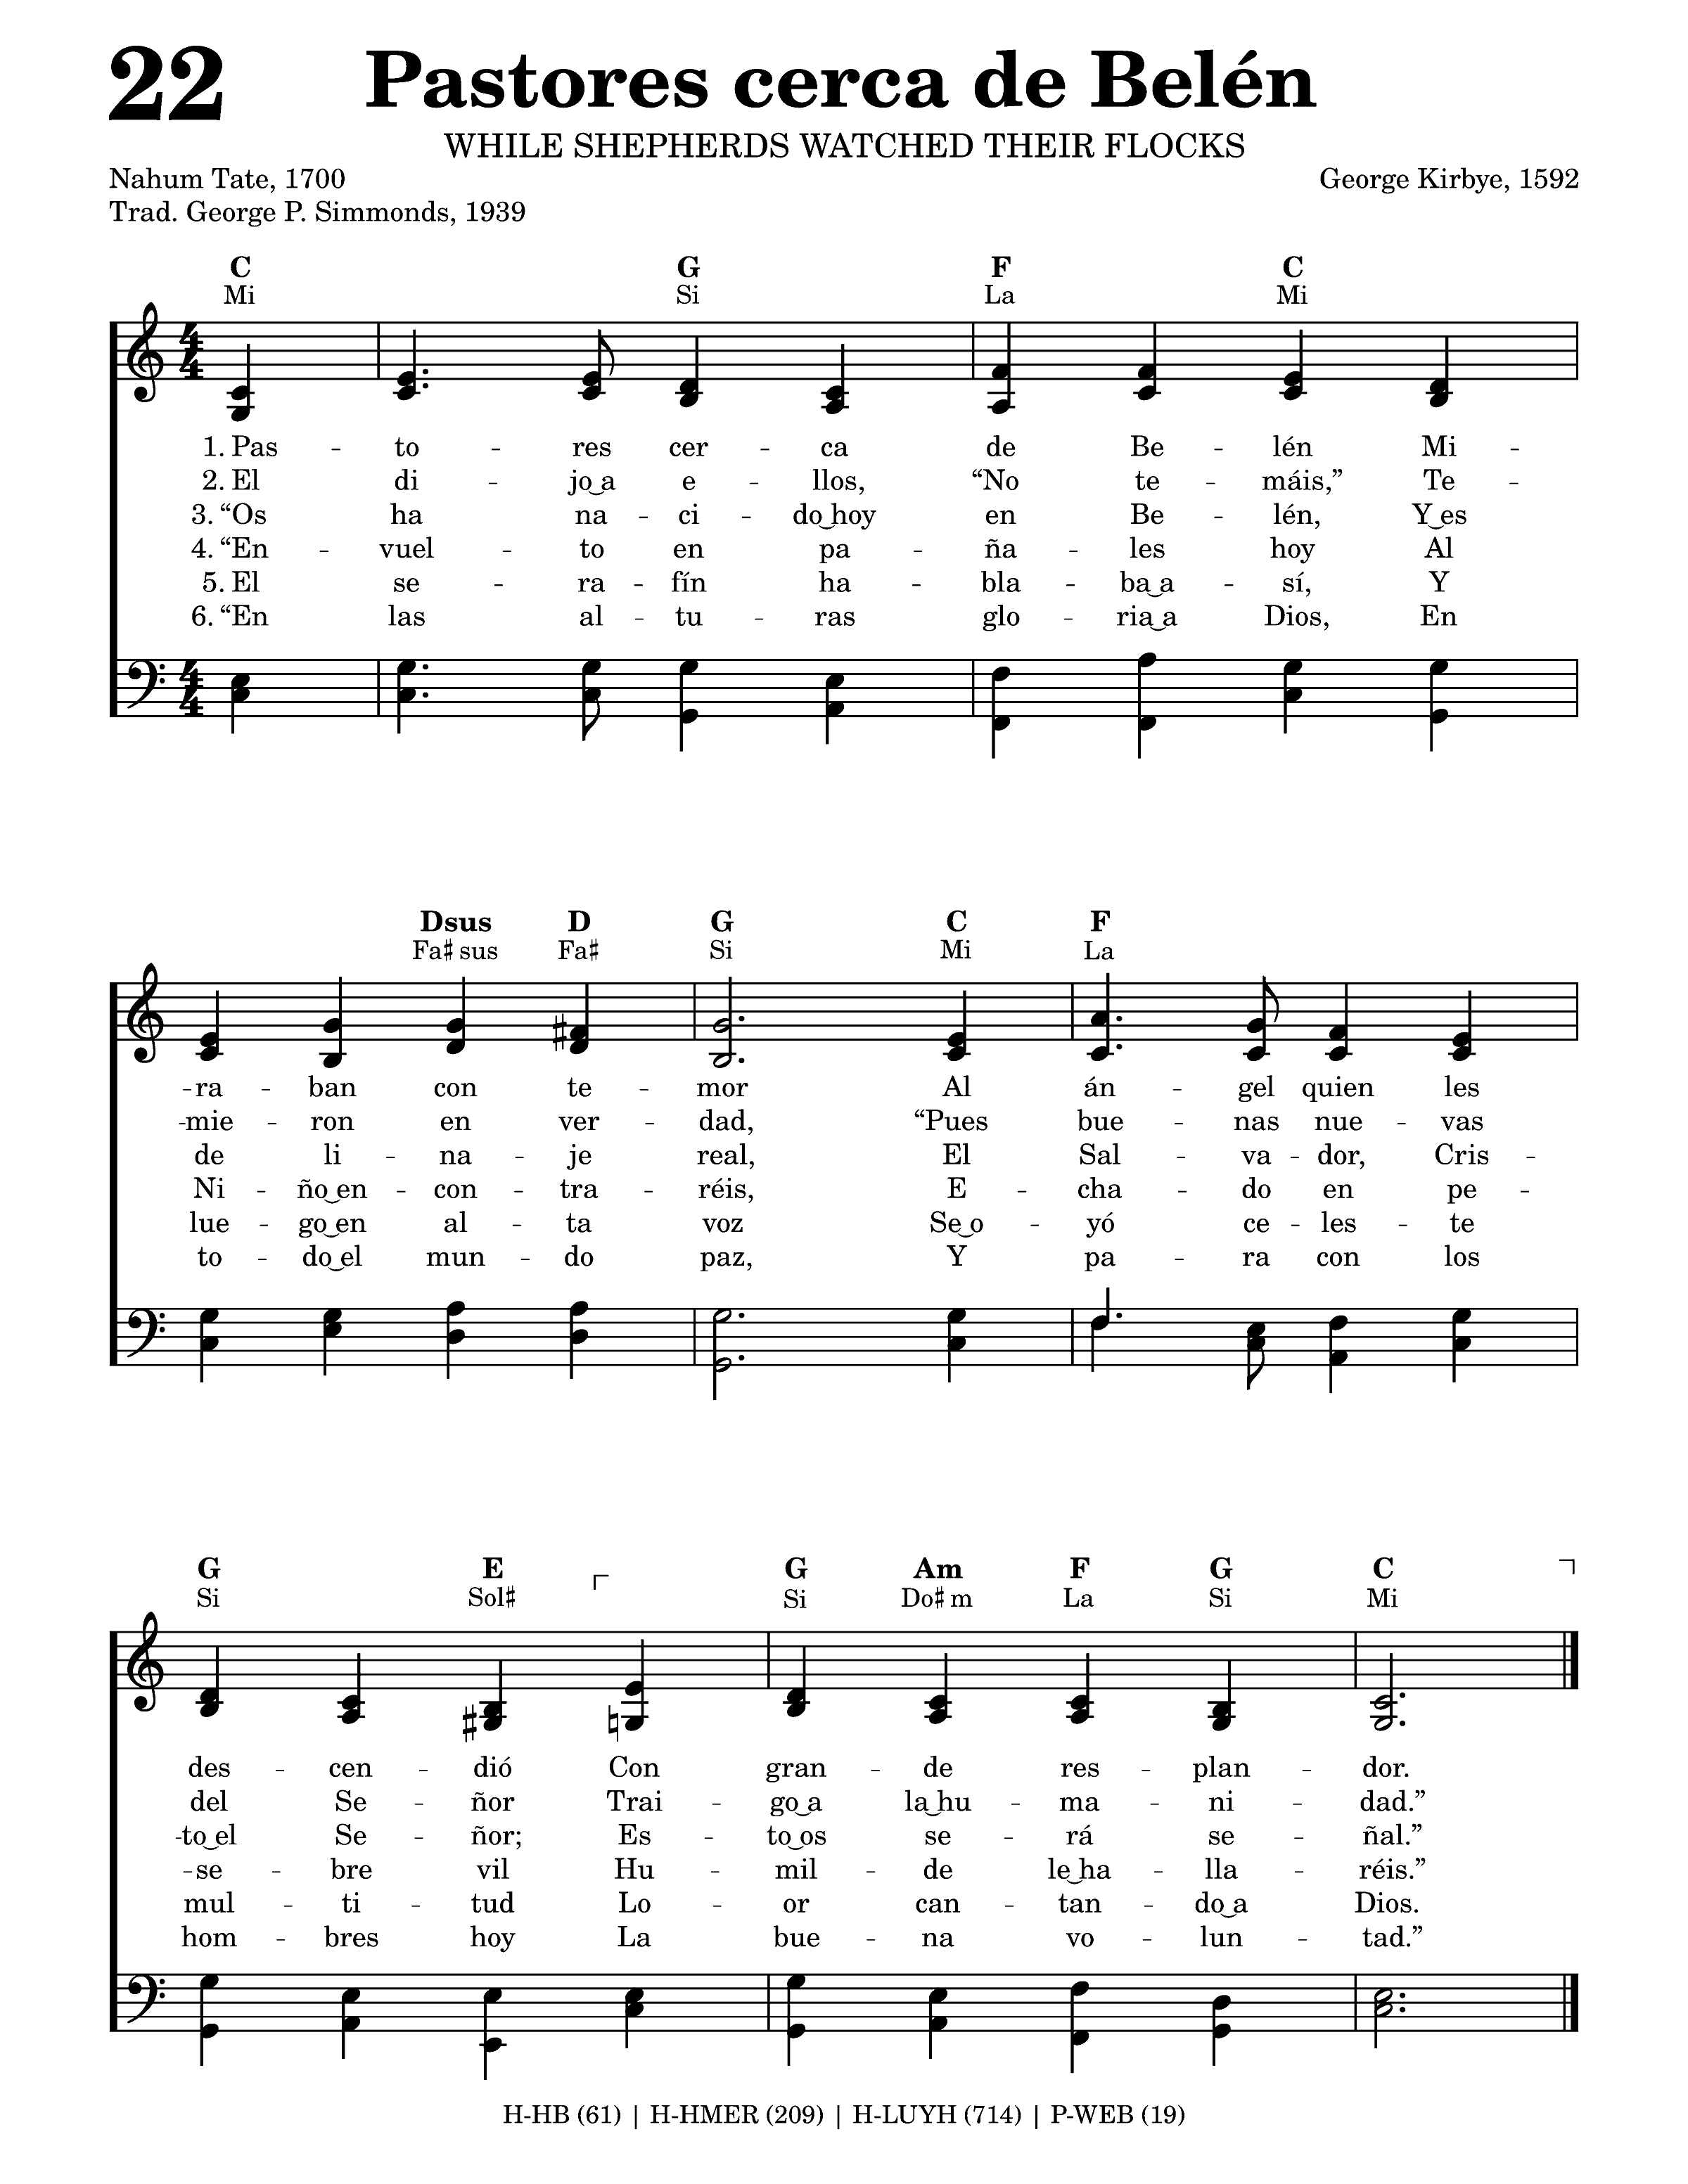 22 Pastores cerca de Belén
WHILE SHEPHERDS WATCHED THEIR FLOCKS
Nahum Tate, 1700 George Kirbye, 1592
Trad. George P. Simmonds, 1939
C G F C
Mi Si La Mi
4/4
1. Pas - to - res cer - ca de Be - lén Mi -
2. El di - jo‿a e - llos, “No te - máis,” Te -
3. “Os ha na - ci - do‿hoy en Be - lén, Y‿es
4. “En - vuel - to en pa - ña - les hoy Al
5. El se - ra - fín ha - bla - ba‿a - sí, Y
6. “En las al - tu - ras glo - ria‿a Dios, En
4/4
Dsus D G C F
Fa♯ sus Fa♯ Si Mi La
- ra - ban con te - mor Al án - gel quien les
- mie - ron en ver - dad, “Pues bue - nas nue - vas
de li - na - je real, El Sal - va - dor, Cris -
Ni - ño‿en - con - tra - réis, E - cha - do en pe -
lue - go‿en al - ta voz Se‿o - yó ce - les - te
to - do‿el mun - do paz, Y pa - ra con los
G E G Am F G C
Si Sol♯ Si Do♯ m La Si Mi
des - cen - dió Con gran - de res - plan - dor.
del Se - ñor Trai - go‿a la‿hu - ma - ni - dad.”
- to‿el Se - ñor; Es - to‿os se - rá se - ñal.”
- se - bre vil Hu - mil - de le‿ha - lla - réis.”
mul - ti - tud Lo - or can - tan - do‿a Dios.
hom - bres hoy La bue - na vo - lun - tad.”
H-HB (61) | H-HMER (209) | H-LUYH (714) | P-WEB (19)